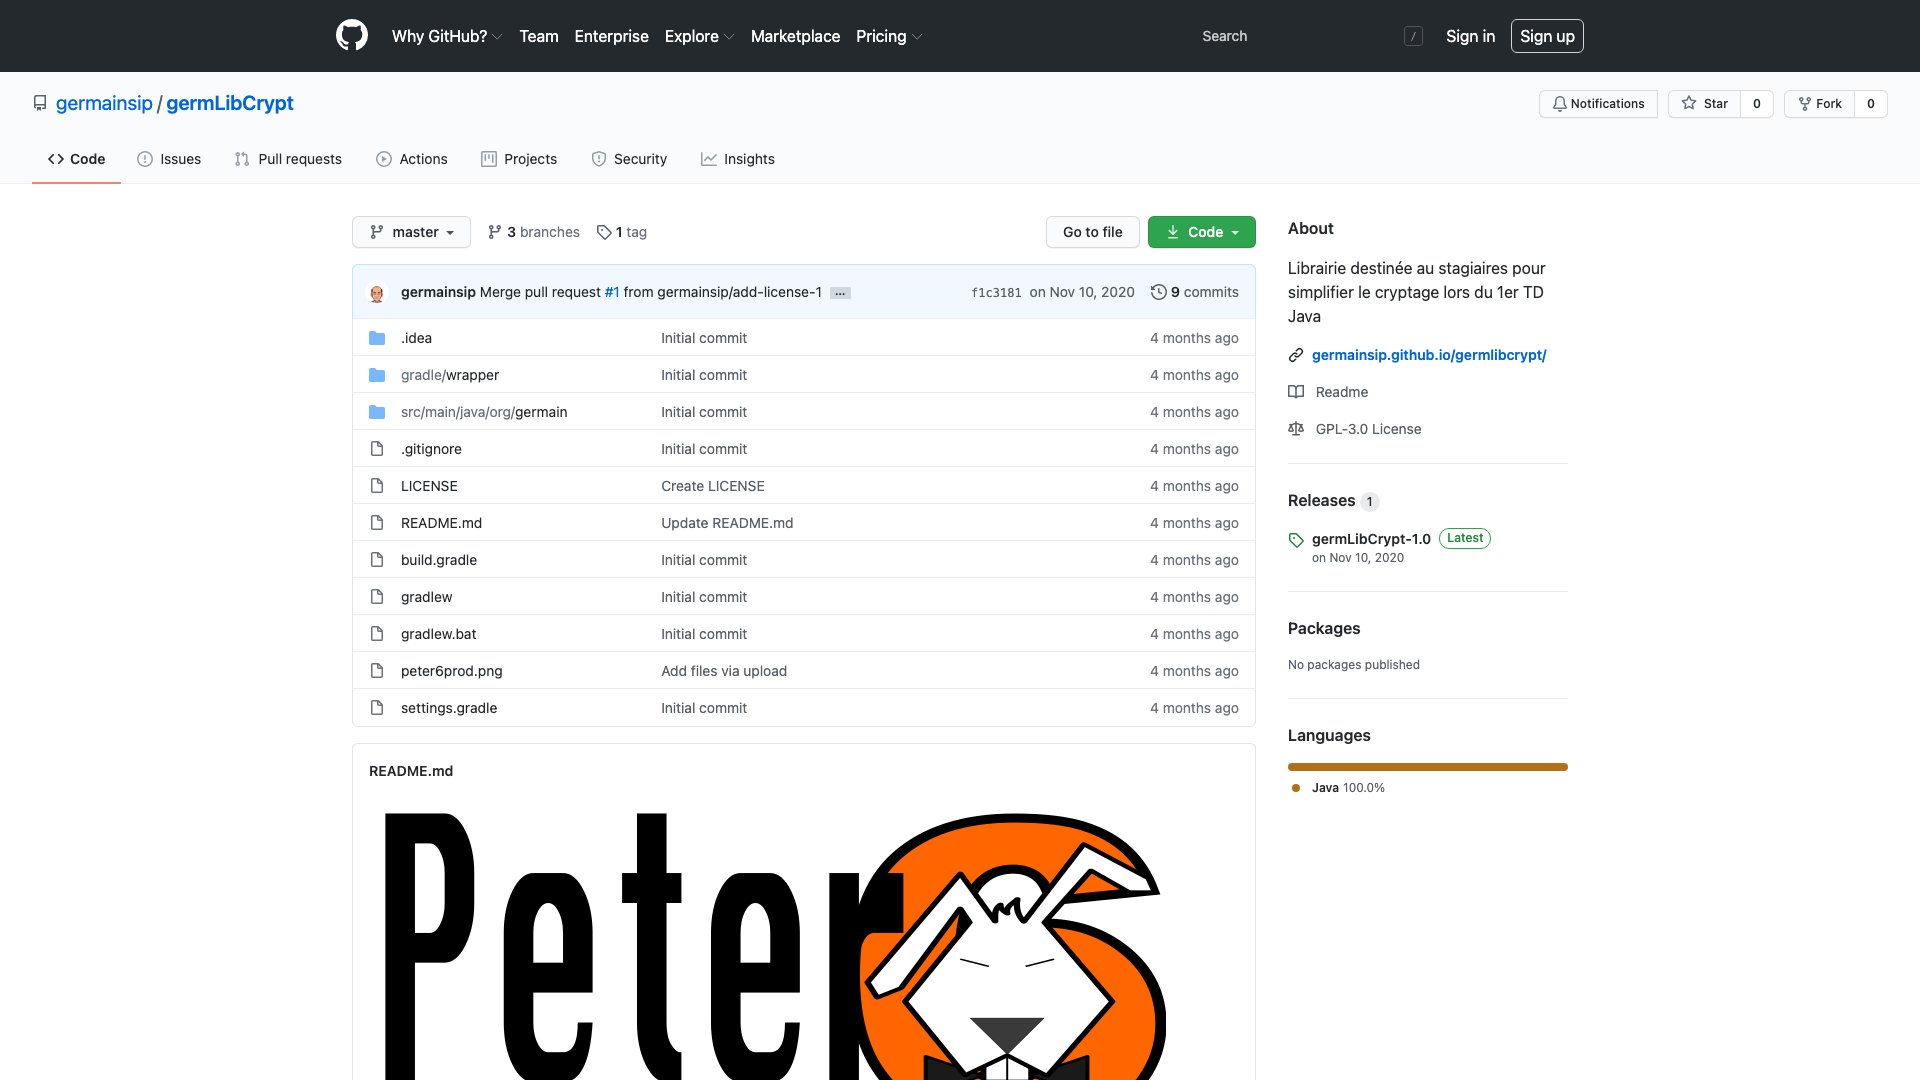 Why GitHub? Team Enterprise Explore Marketplace Pricing Search / Sign in Sign up
germainsip / germLibCrypt Notifications Star 0 Fork 0
Code Issues Pull requests Actions Projects Security Insights
master 3 branches 1 tag Go to file Code
germainsip Merge pull request #1 from germainsip/add-license-1 ... f1c3181 on Nov 10, 2020 9 commits
.idea Initial commit 4 months ago
gradle/wrapper Initial commit 4 months ago
src/main/java/org/germain Initial commit 4 months ago
.gitignore Initial commit 4 months ago
LICENSE Create LICENSE 4 months ago
README.md Update README.md 4 months ago
build.gradle Initial commit 4 months ago
gradlew Initial commit 4 months ago
gradlew.bat Initial commit 4 months ago
peter6prod.png Add files via upload 4 months ago
settings.gradle Initial commit 4 months ago
README.md
Peter6
About
Librairie destinée au stagiaires pour
simplifier le cryptage lors du 1er TD
Java
germainsip.github.io/germlibcrypt/
Readme
GPL-3.0 License
Releases 1
germLibCrypt-1.0 Latest
on Nov 10, 2020
Packages
No packages published
Languages
Java 100.0%